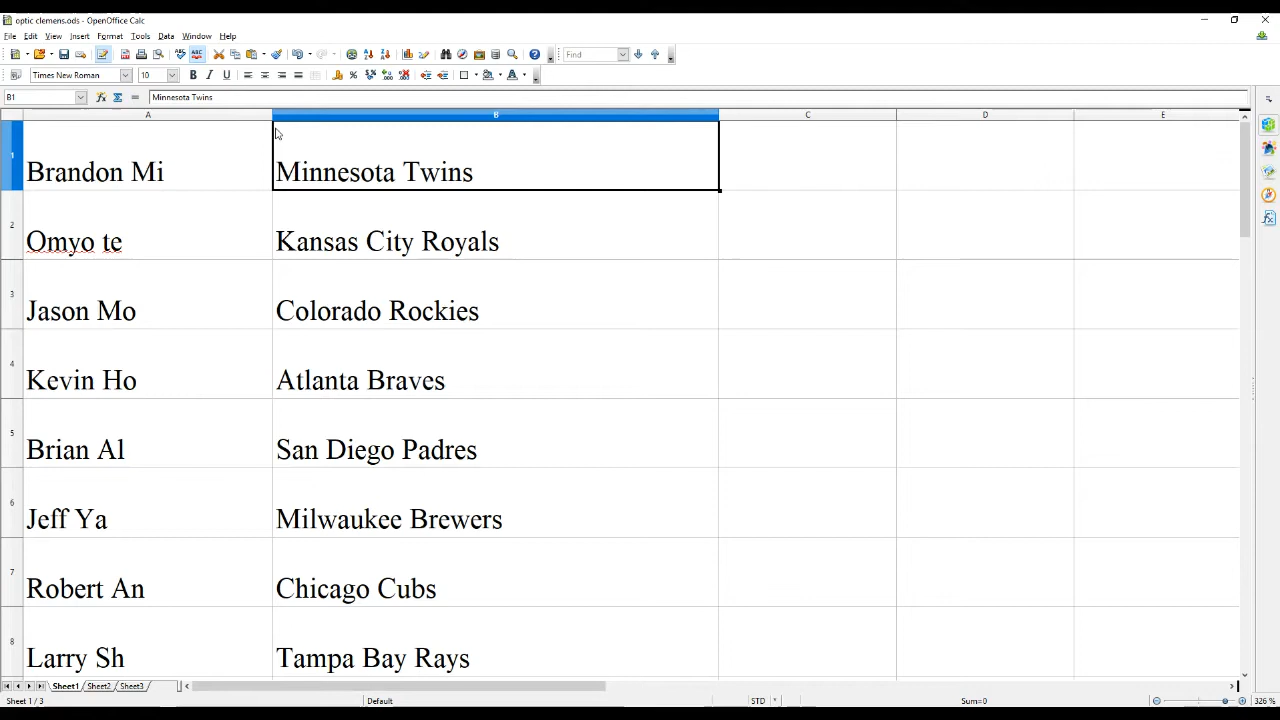 optic clemens.ods - OpenOffice Calc
File Edit View Insert Format Tools Data Window Help
Find
Times New Roman 10
B1 Minnesota Twins
A B C D E
1 Brandon Mi Minnesota Twins
2 Omyo te Kansas City Royals
3 Jason Mo Colorado Rockies
4 Kevin Ho Atlanta Braves
5 Brian Al San Diego Padres
6 Jeff Ya Milwaukee Brewers
7 Robert An Chicago Cubs
8 Larry Sh Tampa Bay Rays
Sheet1 Sheet2 Sheet3
Sheet 1 / 3 Default STD * Sum=0 326 %